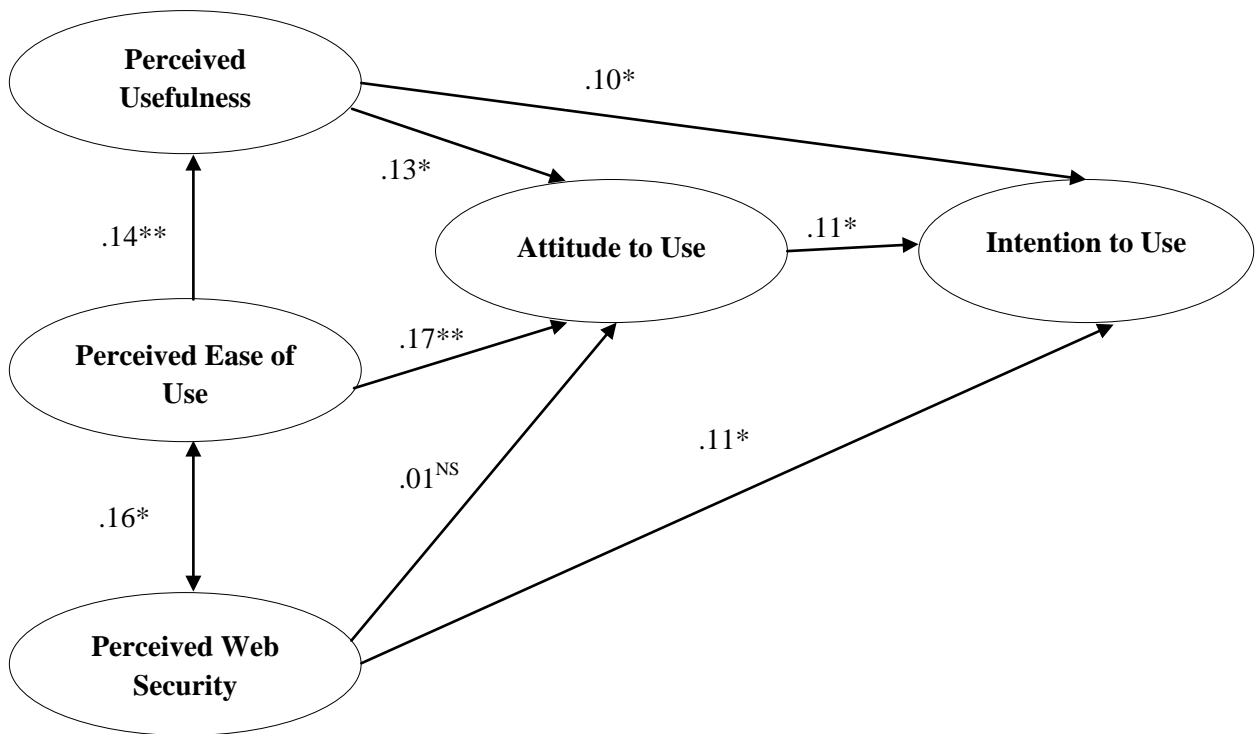 Perceived
Usefulness
.10*
.13*
.14**
Attitude to Use
.11*
Intention to Use
Perceived Ease of
Use
.17**
.01NS
.11*
.16*
Perceived Web
Security